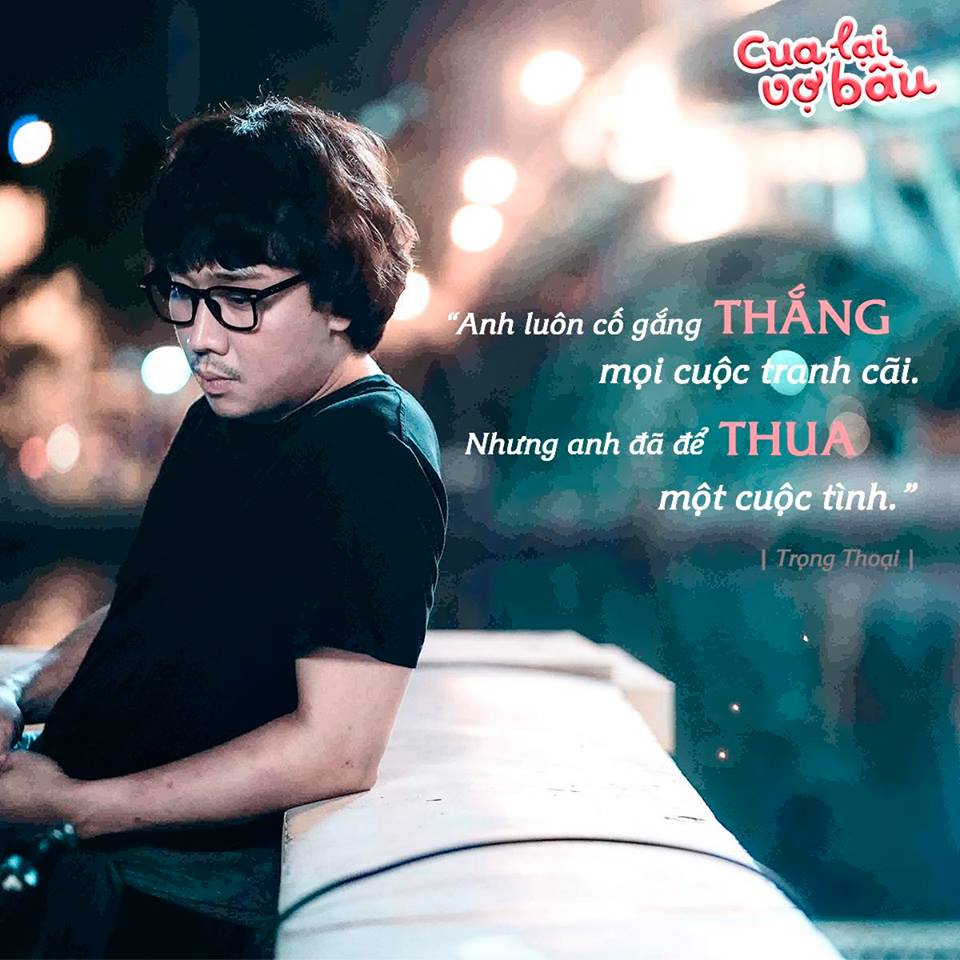 Cua lại
vợ bầu
“Anh luôn cố gắng THẮNG
mọi cuộc tranh cãi.
Nhưng anh đã để THUA
một cuộc tình.”
| Trọng Thoại |